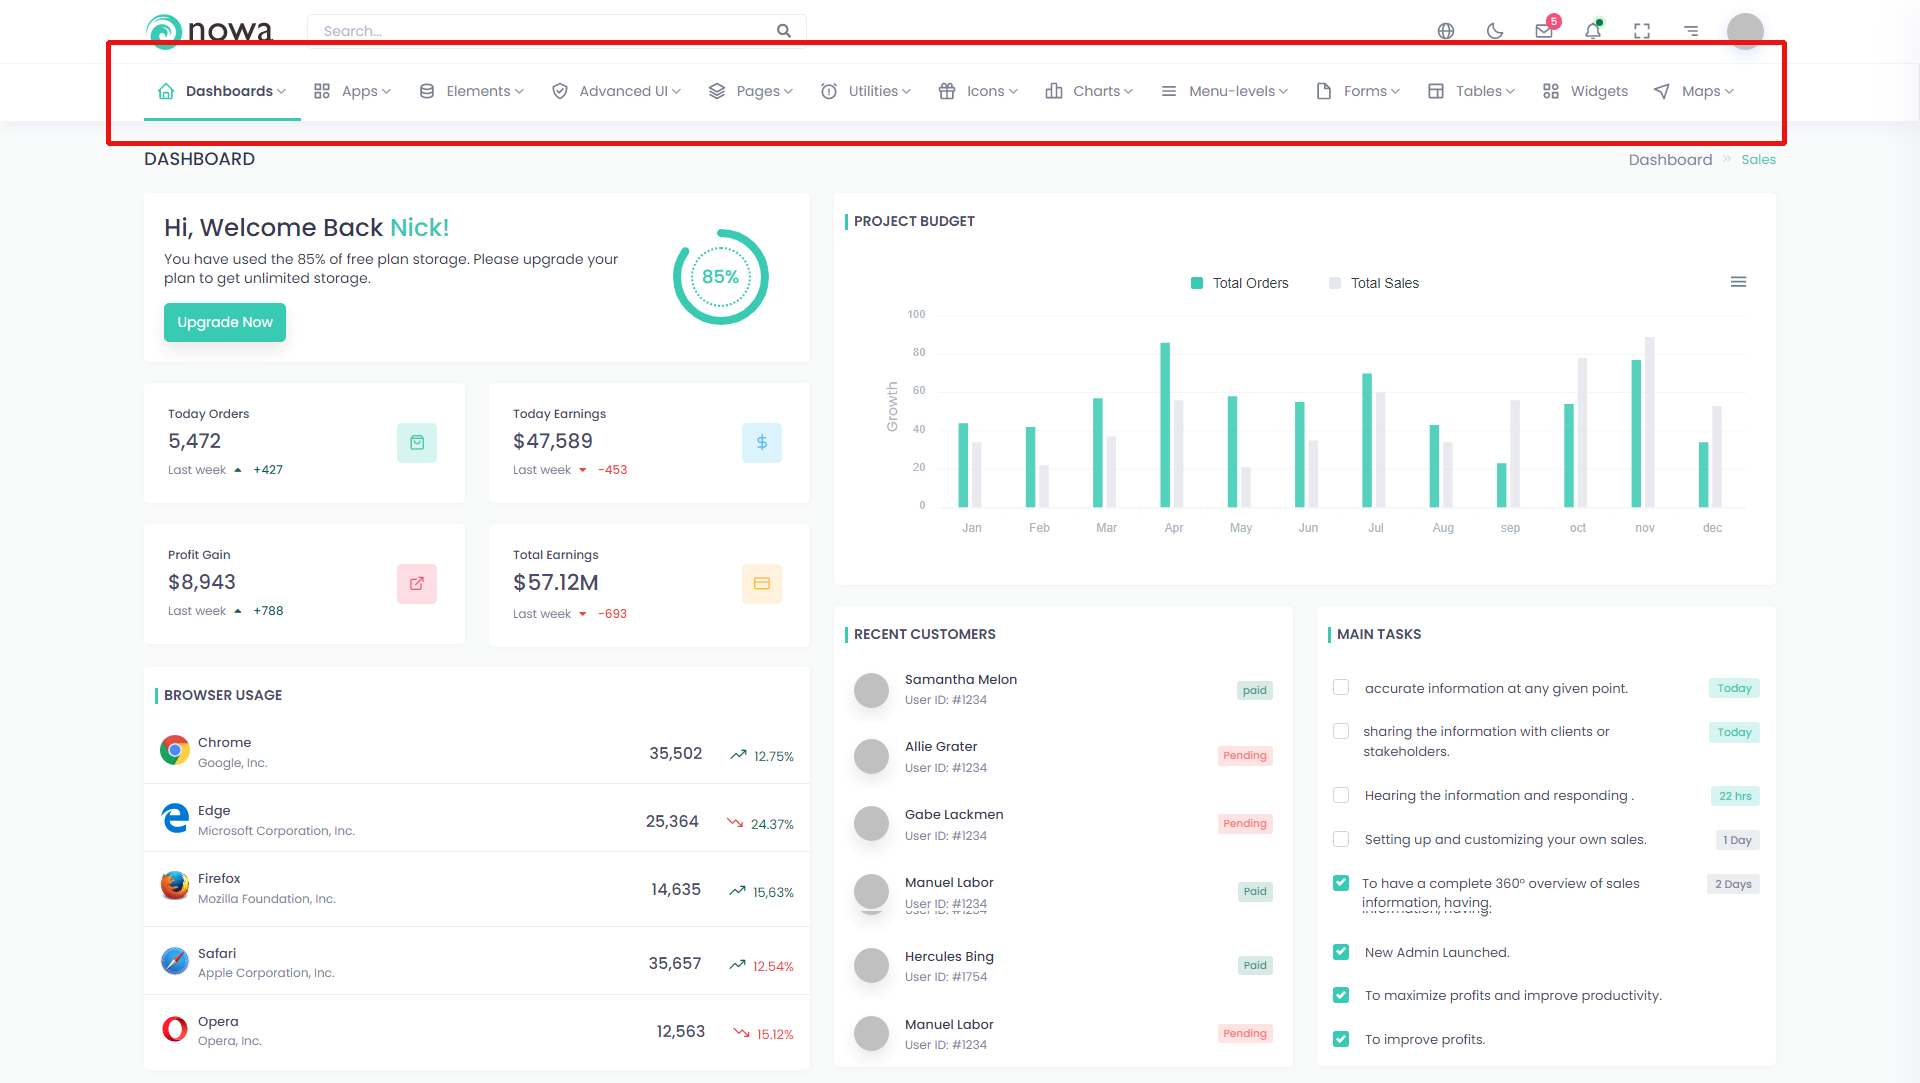 nowa
Search...
5
Dashboards
Apps
Elements
Advanced UI
Pages
Utilities
Icons
Charts
Menu-levels
Forms
Tables
Widgets
Maps
DASHBOARD
Dashboard » Sales
Hi, Welcome Back Nick!
You have used the 85% of free plan storage. Please upgrade your
plan to get unlimited storage.
Upgrade Now
85%
Today Orders
5,472
Last week +427
Today Earnings
$47,589
Last week -453
Profit Gain
$8,943
Last week +788
Total Earnings
$57.12M
Last week -693
BROWSER USAGE
Chrome
Google, Inc.
35,502
12.75%
Edge
Microsoft Corporation, Inc.
25,364
24.37%
Firefox
Mozilla Foundation, Inc.
14,635
15,63%
Safari
Apple Corporation, Inc.
35,657
12.54%
Opera
Opera, Inc.
12,563
15.12%
PROJECT BUDGET
Total Orders
Total Sales
Growth
100
80
60
40
20
0
Jan Feb Mar Apr May Jun Jul Aug sep oct nov dec
RECENT CUSTOMERS
Samantha Melon
User ID: #1234
paid
Allie Grater
User ID: #1234
Pending
Gabe Lackmen
User ID: #1234
Pending
Manuel Labor
User ID: #1234
Paid
Hercules Bing
User ID: #1754
Paid
Manuel Labor
User ID: #1234
Pending
MAIN TASKS
accurate information at any given point.
Today
sharing the information with clients or
stakeholders.
Today
Hearing the information and responding .
22 hrs
Setting up and customizing your own sales.
1 Day
To have a complete 360° overview of sales
information, having.
2 Days
New Admin Launched.
To maximize profits and improve productivity.
To improve profits.